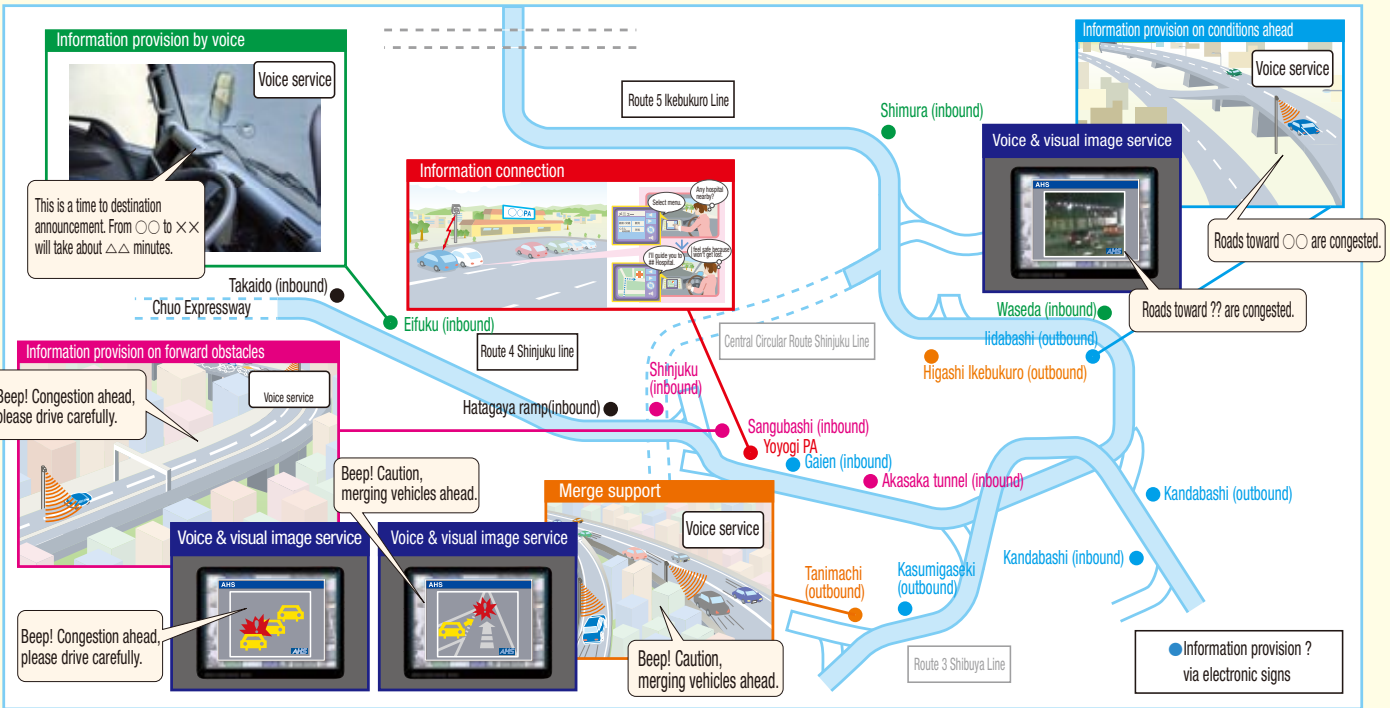 Information provision by voice
Voice service
This is a time to destination
announcement. From ○○ to ××
will take about △△ minutes.
Route 5 Ikebukuro Line
Shimura (inbound)
Information provision on conditions ahead
Voice service
Roads toward ○○ are congested.
Voice & visual image service
AHS
AHS
Roads toward ?? are congested.
Information connection
○○PA
Select menu.
Any hospital
nearby?
I'll guide you to
## Hospital.
I feel safe because
won't get lost.
Takaido (inbound)
Chuo Expressway
Eifuku (inbound)
Route 4 Shinjuku line
Central Circular Route Shinjuku Line
Waseda (inbound)
Iidabashi (outbound)
Higashi Ikebukuro (outbound)
Shinjuku
(inbound)
Hatagaya ramp(inbound)
Sangubashi (inbound)
Yoyogi PA
Gaien (inbound)
Akasaka tunnel (inbound)
Kandabashi (outbound)
Kandabashi (inbound)
Information provision on forward obstacles
Voice service
Beep! Congestion ahead,
please drive carefully.
Voice & visual image service
AHS
AHS
Beep! Congestion ahead,
please drive carefully.
Beep! Caution,
merging vehicles ahead.
Voice & visual image service
AHS
AHS
Merge support
Voice service
Beep! Caution,
merging vehicles ahead.
Tanimachi
(outbound)
Kasumigaseki
(outbound)
Route 3 Shibuya Line
Information provision ?
via electronic signs